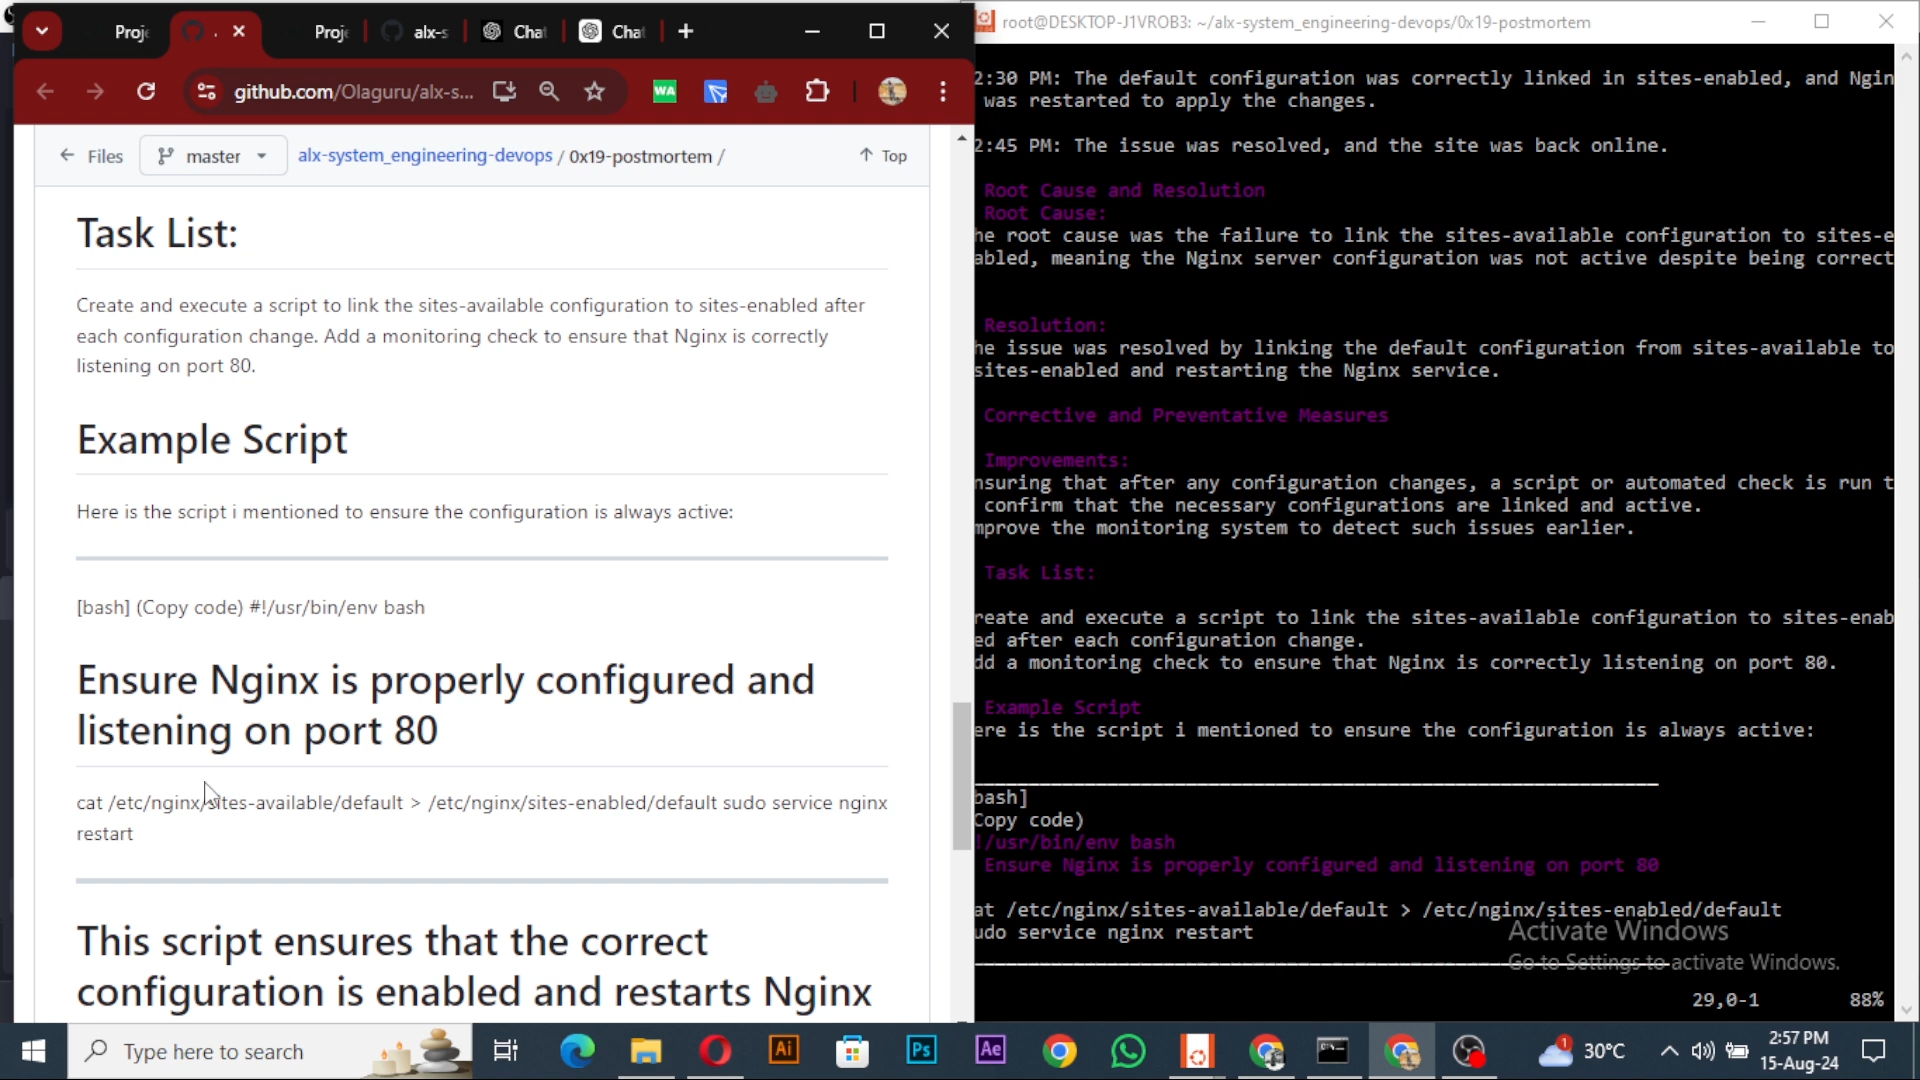 Proj
.
Proj
alx-s
Chat
Chat
github.com/Olaguru/alx-s...
WA
Files
master
alx-system_engineering-devops / 0x19-postmortem /
Top
Task List:
Create and execute a script to link the sites-available configuration to sites-enabled after
each configuration change. Add a monitoring check to ensure that Nginx is correctly
listening on port 80.
Example Script
Here is the script i mentioned to ensure the configuration is always active:
[bash] (Copy code) #!/usr/bin/env bash
Ensure Nginx is properly configured and
listening on port 80
cat /etc/nginx/sites-available/default > /etc/nginx/sites-enabled/default sudo service nginx
restart
This script ensures that the correct
configuration is enabled and restarts Nginx
root@DESKTOP-J1VROB3: ~/alx-system_engineering-devops/0x19-postmortem
2:30 PM: The default configuration was correctly linked in sites-enabled, and Ngin
was restarted to apply the changes.
2:45 PM: The issue was resolved, and the site was back online.
Root Cause and Resolution
Root Cause:
he root cause was the failure to link the sites-available configuration to sites-e
abled, meaning the Nginx server configuration was not active despite being correct
Resolution:
he issue was resolved by linking the default configuration from sites-available to
sites-enabled and restarting the Nginx service.
Corrective and Preventative Measures
Improvements:
nsuring that after any configuration changes, a script or automated check is run t
confirm that the necessary configurations are linked and active.
mprove the monitoring system to detect such issues earlier.
Task List:
reate and execute a script to link the sites-available configuration to sites-enab
ed after each configuration change.
dd a monitoring check to ensure that Nginx is correctly listening on port 80.
Example Script
ere is the script i mentioned to ensure the configuration is always active:
bash]
Copy code)
!/usr/bin/env bash
Ensure Nginx is properly configured and listening on port 80
at /etc/nginx/sites-available/default > /etc/nginx/sites-enabled/default
udo service nginx restart
Activate Windows
Go to Settings to activate Windows.
29,0-1 88%
Type here to search
Ai
Ps
Ae
1
30°C
2:57 PM
15-Aug-24